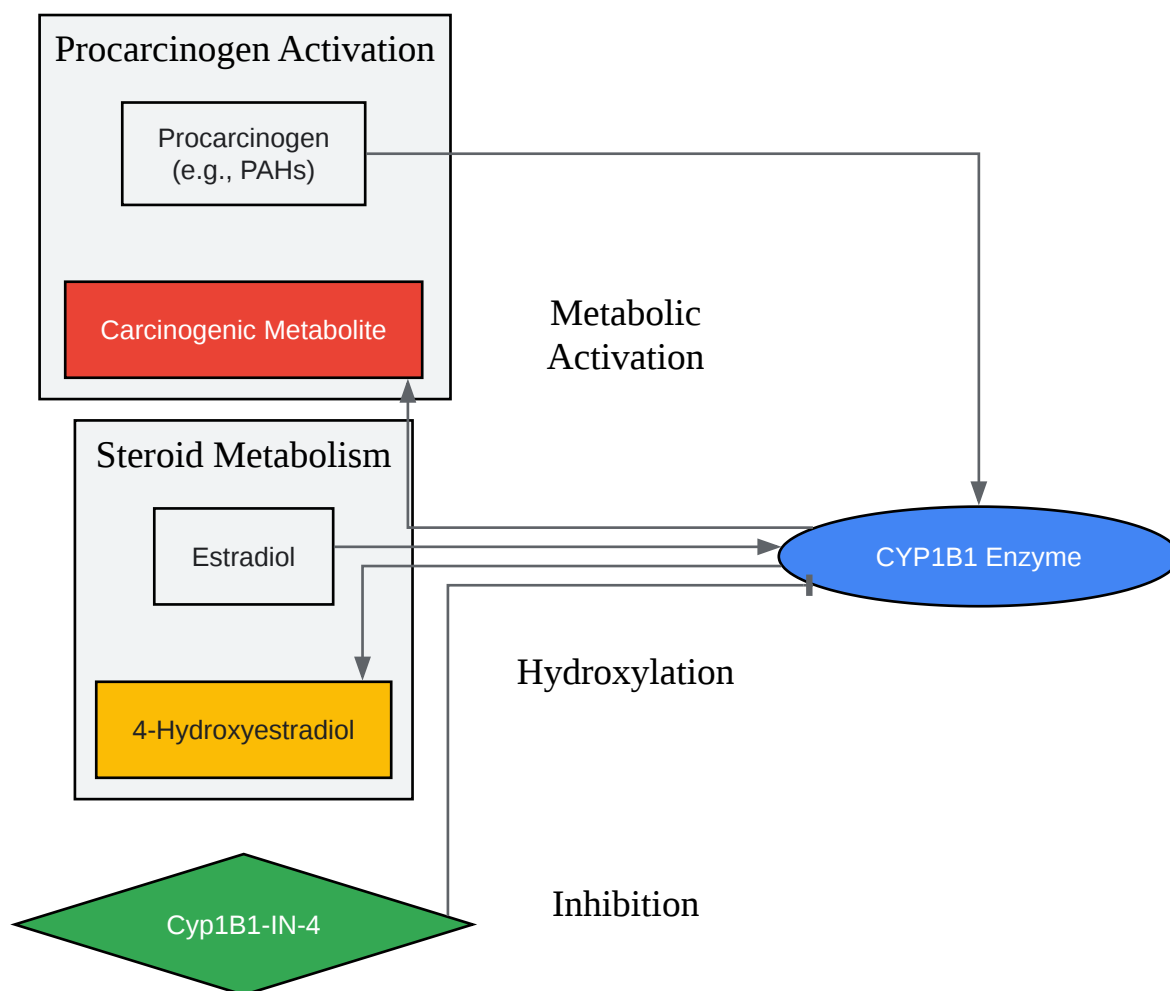 Procarcinogen Activation
Procarcinogen
(e.g., PAHs)
Carcinogenic Metabolite
Metabolic
Activation
Steroid Metabolism
Estradiol
CYP1B1 Enzyme
Hydroxylation
4-Hydroxyestradiol
Cyp1B1-IN-4
Inhibition